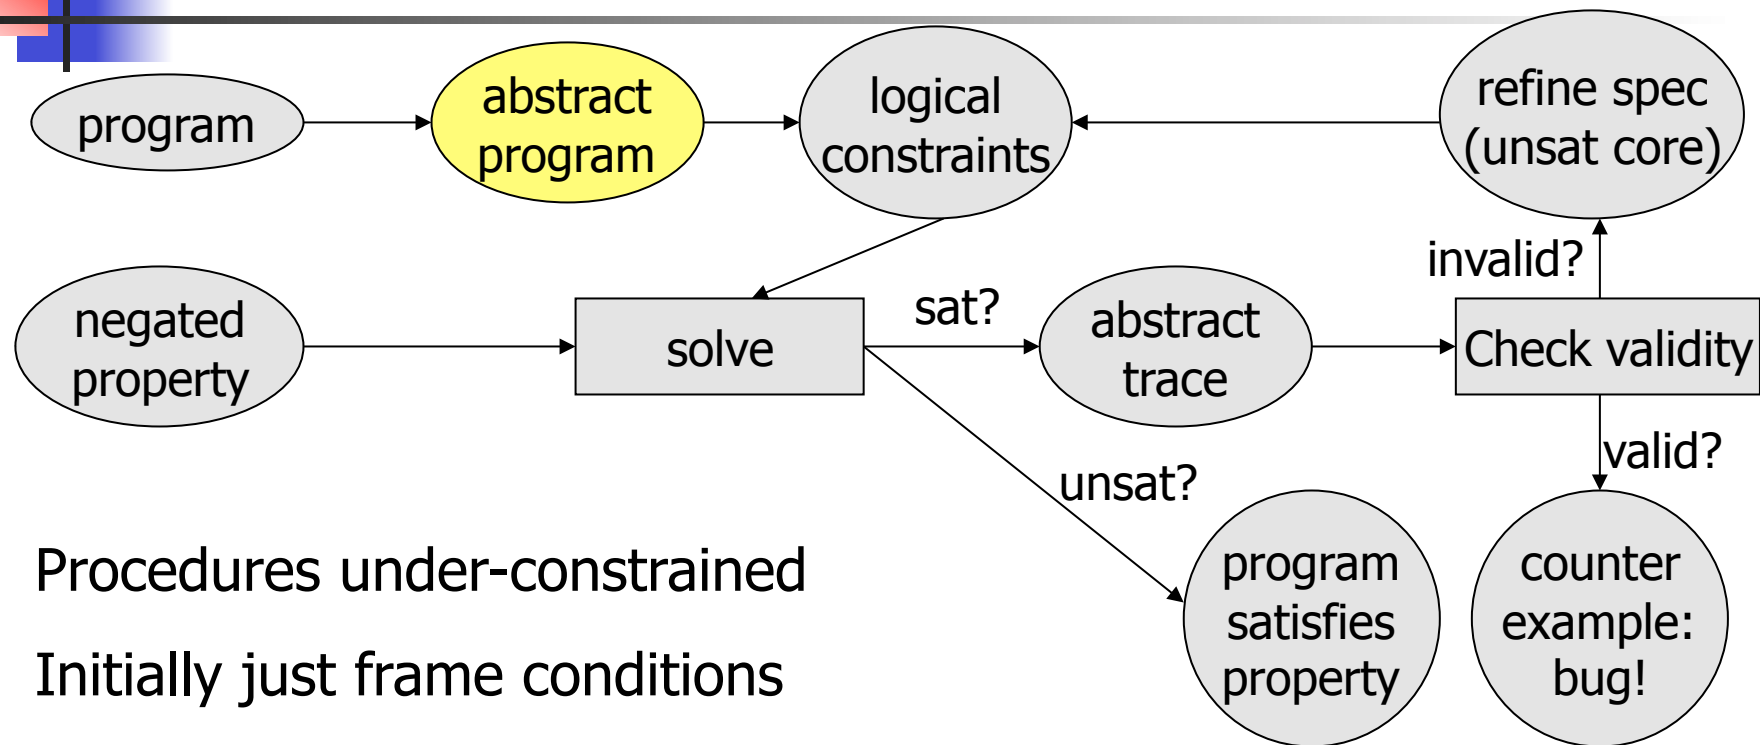 program
abstract
program
logical
constraints
refine spec
(unsat core)
negated
property
solve
sat?
abstract
trace
invalid?
Check validity
unsat?
valid?
program
satisfies
property
counter
example:
bug!
Procedures under-constrained
Initially just frame conditions